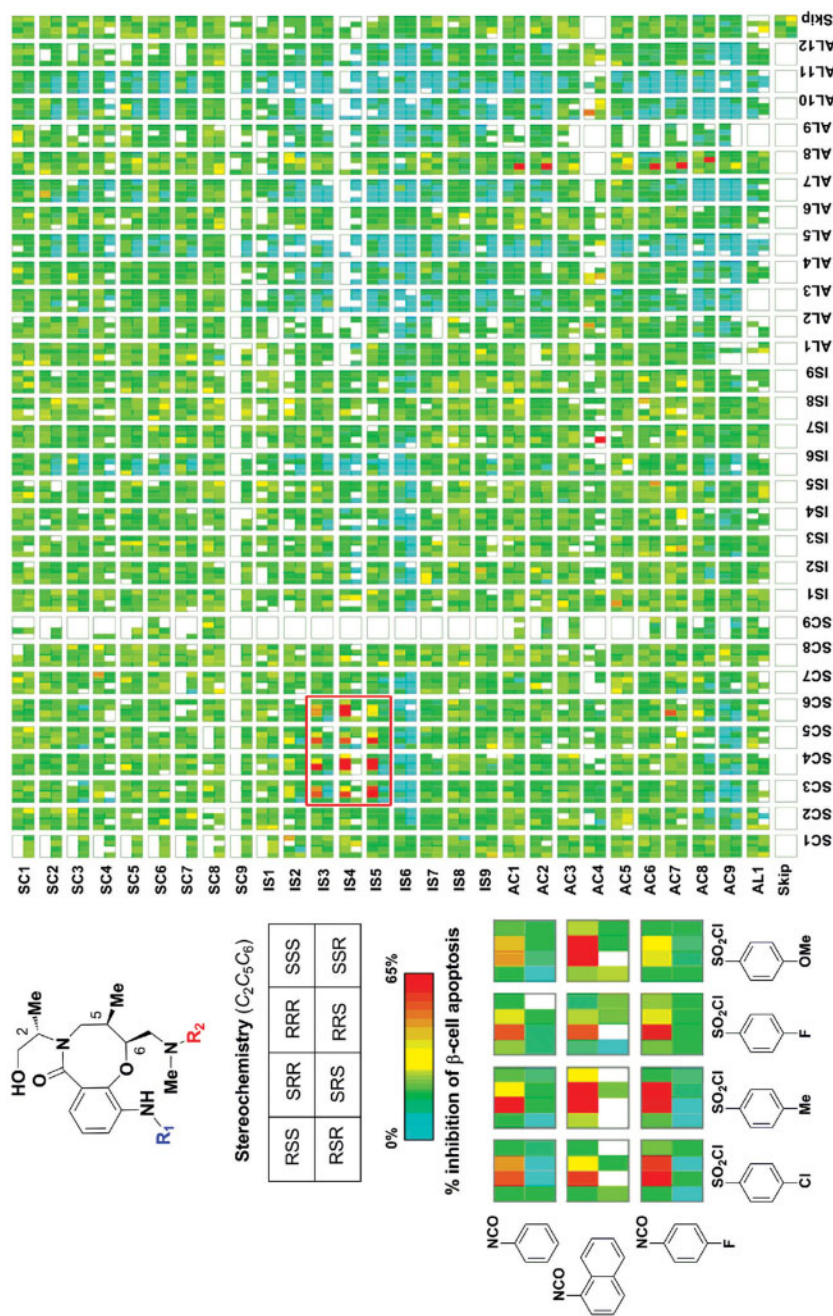 HO
2
Me
O
N
5
Me
O
6
NH
R₁
Me
N
R₂
Stereochemistry (C₂C₅C₆)
RSS SRR RRR SSS
RSR SRS RRS SSR
0% 65%
% inhibition of β-cell apoptosis
NCO
NCO
NCO
F
SO₂Cl SO₂Cl SO₂Cl SO₂Cl
Cl Me F OMe
SC1
SC2
SC3
SC4
SC5
SC6
SC7
SC8
SC9
IS1
IS2
IS3
IS4
IS5
IS6
IS7
IS8
IS9
AC1
AC2
AC3
AC4
AC5
AC6
AC7
AC8
AC9
AL1
Skip
SC1
SC2
SC3
SC4
SC5
SC6
SC7
SC8
SC9
IS1
IS2
IS3
IS4
IS5
IS6
IS7
IS8
IS9
AL1
AL2
AL3
AL4
AL5
AL6
AL7
AL8
AL9
AL10
AL11
AL12
Skip